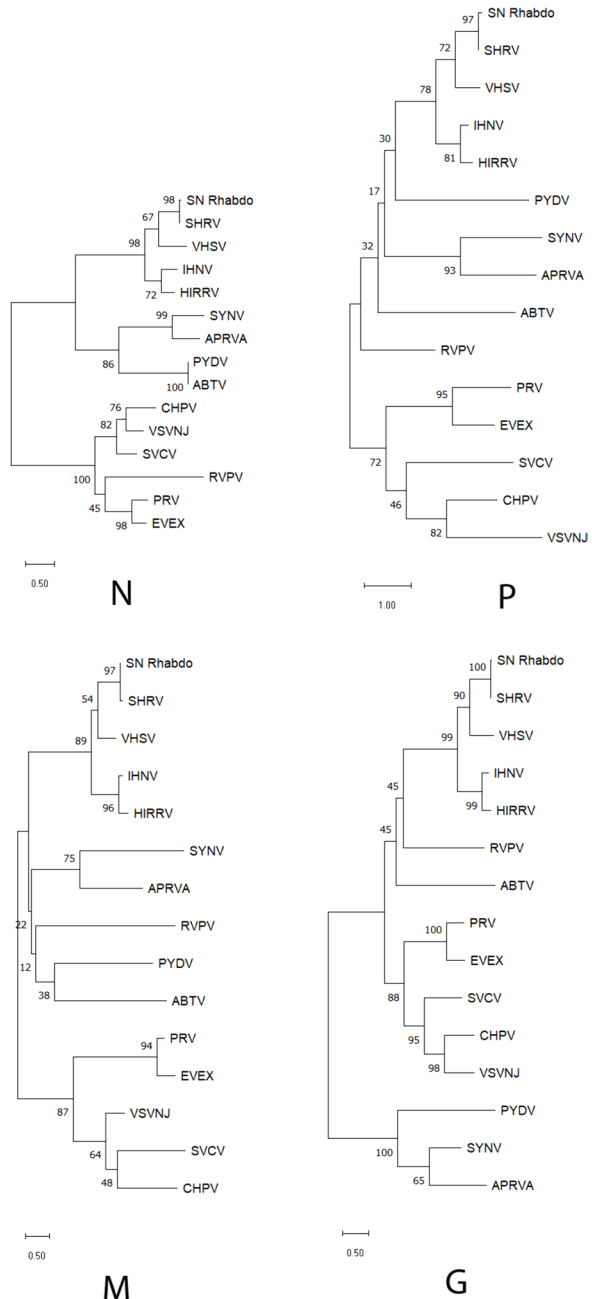 98
SN Rhabdo
67
SHRV
98
VHSV
IHNV
72
HIRRV
99
SYNV
APRVA
86
PYDV
100
ABTV
76
CHPV
82
VSVNJ
SVCV
100
RVPV
45
PRV
98
EVEX
0.50
N
97
SN Rhabdo
72
SHRV
78
VHSV
IHNV
81
HIRRV
30
PYDV
17
SYNV
93
APRVA
32
ABTV
RVPV
95
PRV
EVEX
72
SVCV
46
CHPV
82
VSVNJ
1.00
P
97
SN Rhabdo
54
SHRV
89
VHSV
IHNV
96
HIRRV
75
SYNV
APRVA
22
RVPV
12
PYDV
38
ABTV
94
PRV
EVEX
87
VSVNJ
64
SVCV
48
CHPV
0.50
M
100
SN Rhabdo
90
SHRV
99
VHSV
IHNV
99
HIRRV
45
RVPV
45
ABTV
100
PRV
EVEX
88
SVCV
95
CHPV
98
VSVNJ
PYDV
100
SYNV
65
APRVA
0.50
G